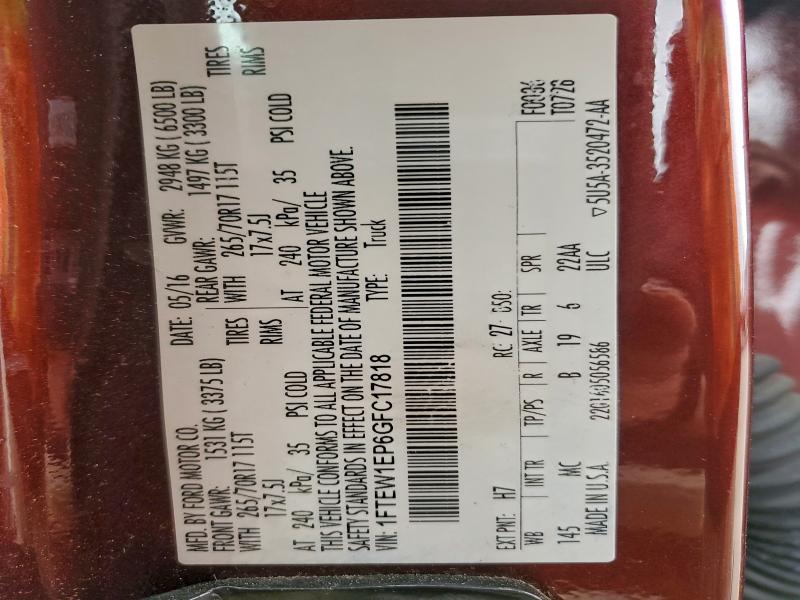 MFD. BY FORD MOTOR CO.
DATE: 05/16 GVWR: 2948 KG ( 6500 LB)
FRONT GAWR: 1531 KG ( 3375 LB) REAR GAWR: 1497 KG ( 3300 LB)
WITH 265/70R17 115T TIRES WITH 265/70R17 115T TIRES
17x7.5J RIMS 17x7.5J RIMS
AT 240 kPa/ 35 PSI COLD AT 240 kPa/ 35 PSI COLD
THIS VEHICLE CONFORMS TO ALL APPLICABLE FEDERAL MOTOR VEHICLE
SAFETY STANDARDS IN EFFECT ON THE DATE OF MANUFACTURE SHOWN ABOVE.
VIN: 1FTEW1EP6GFC17818 TYPE: Truck
EXT PNT: H7 RC: 27 DSO:
WB INT TR TP/PS R AXLE TR SPR T0726
145 MC B 19 6 22AA
MADE IN U.S.A. ULC
▽5U5A-3520472-AA